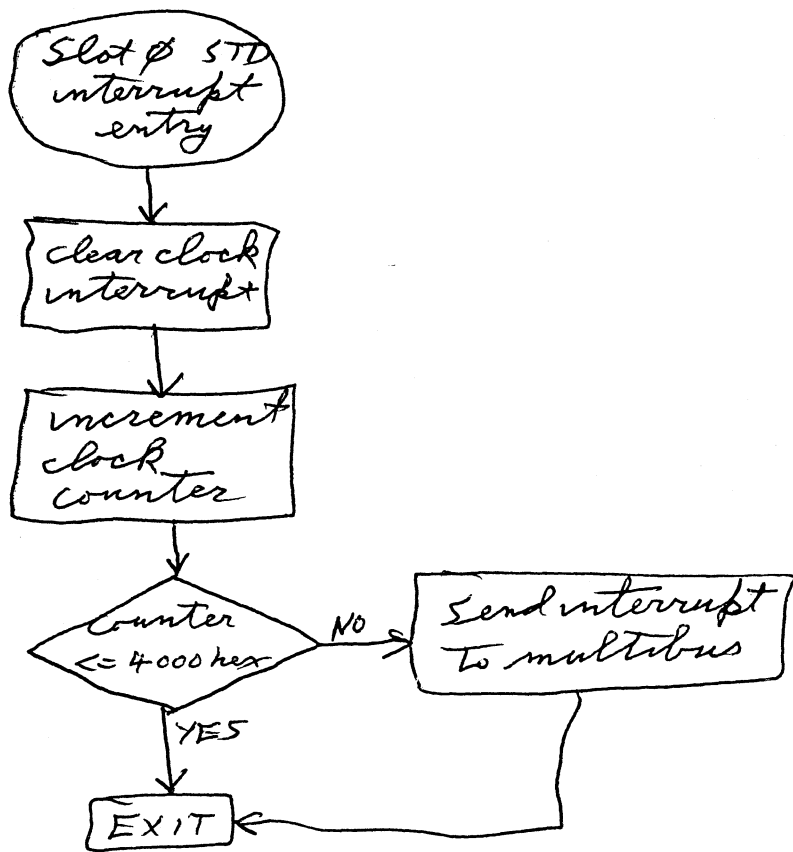 Slot Ø STD
interrupt
entry
clear clock
interrupt
increment
clock
counter
counter
<= 4000 hex
NO
Send interrupt
To multibus
YES
EXIT